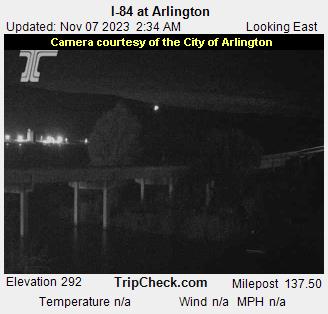 I-84 at Arlington
Updated: Nov 07 2023 2:34 AM Looking East
Camera courtesy of the City of Arlington
Elevation 292 TripCheck.com Milepost 137.50
Temperature n/a Wind n/a MPH n/a